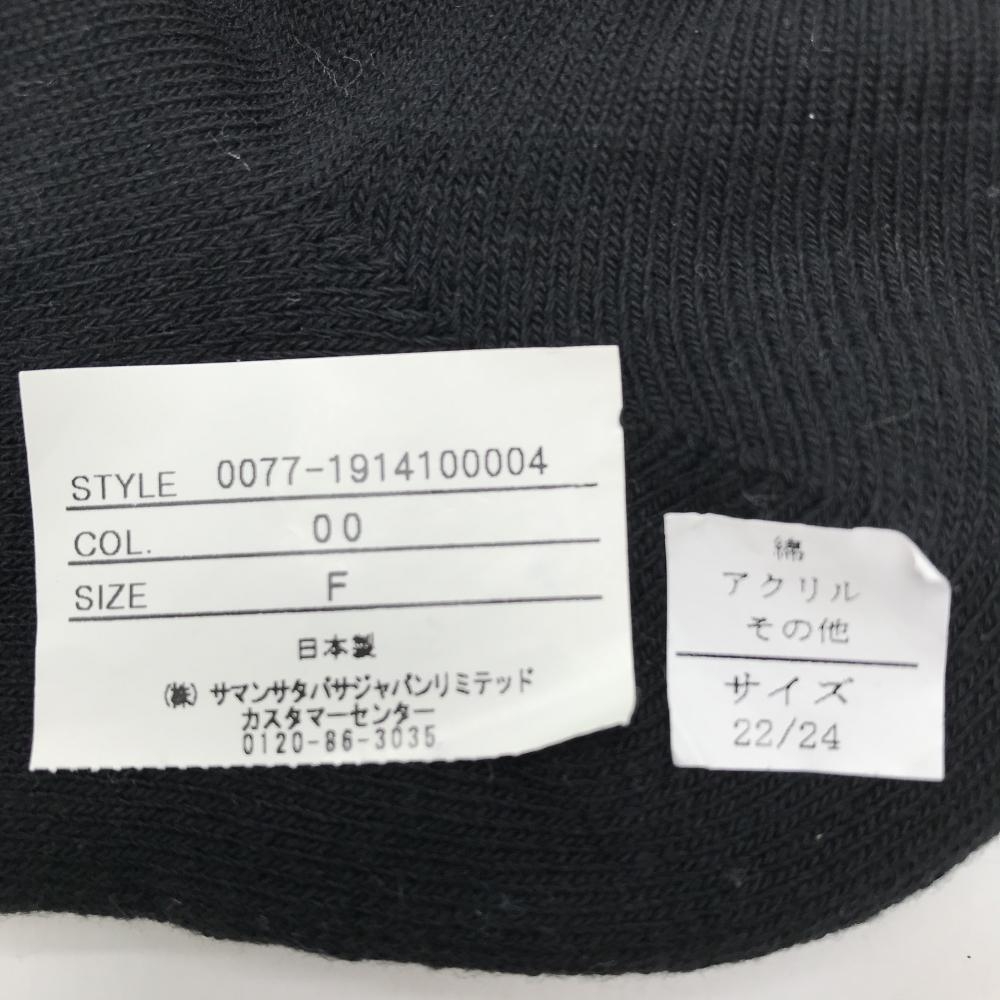 STYLE 0077-1914100004
COL. 00
SIZE F
日本製
(株) サマンサタバサジャパンリミテッド
カスタマーセンター
0120-86-3035
綿
アクリル
その他
サイズ
22/24